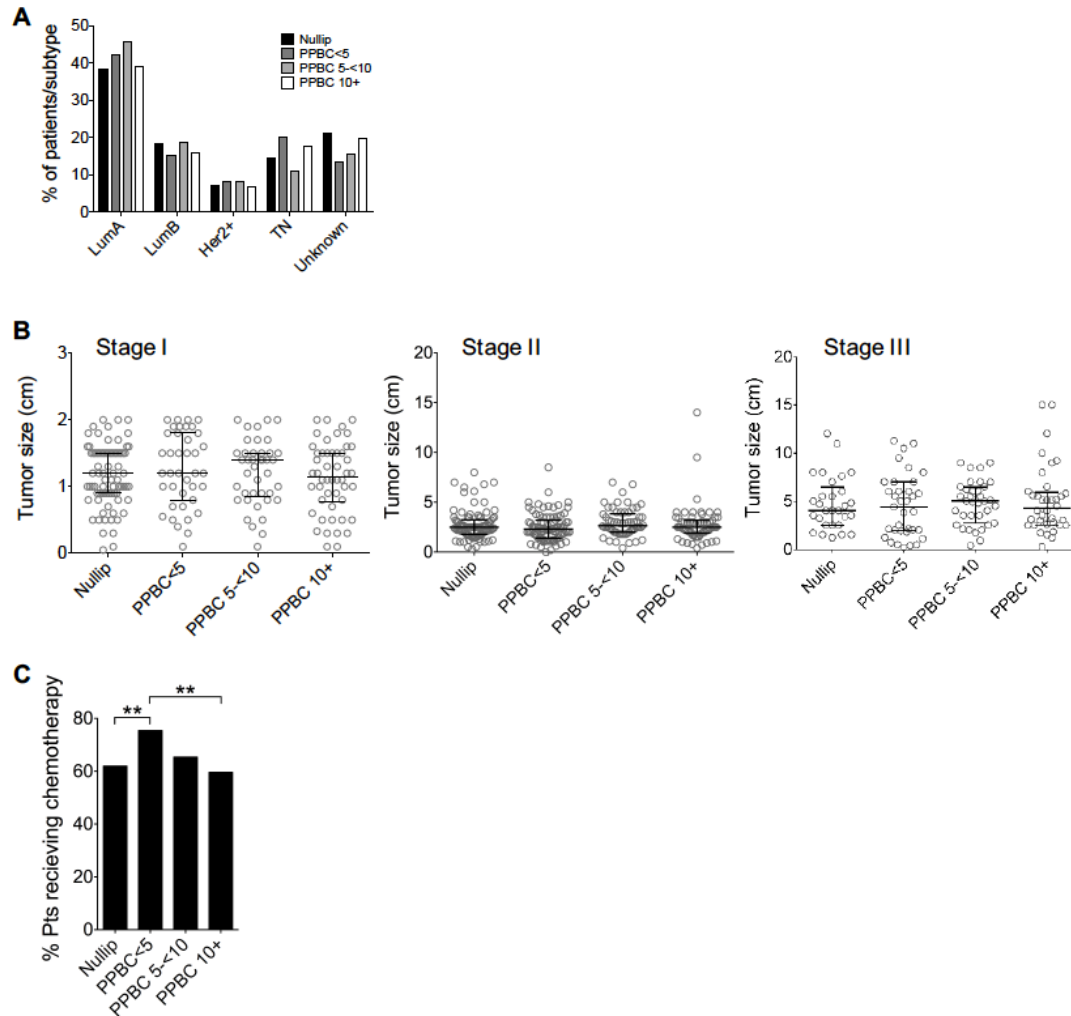 A
50
40
30
20
10
0
% of patients/subtype
Nullip
PPBC<5
PPBC 5-<10
PPBC 10+
LumA
LumB
Her2+
TN
Unknown
B
Stage I
3
2
1
0
Tumor size (cm)
Nullip
PPBC<5
PPBC 5-<10
PPBC 10+
Stage II
20
15
10
5
0
Tumor size (cm)
Nullip
PPBC<5
PPBC 5-<10
PPBC 10+
Stage III
20
15
10
5
0
Tumor size (cm)
Nullip
PPBC<5
PPBC 5-<10
PPBC 10+
C
** **
80
60
40
20
0
% Pts recieving chemotherapy
Nullip
PPBC<5
PPBC 5-<10
PPBC 10+